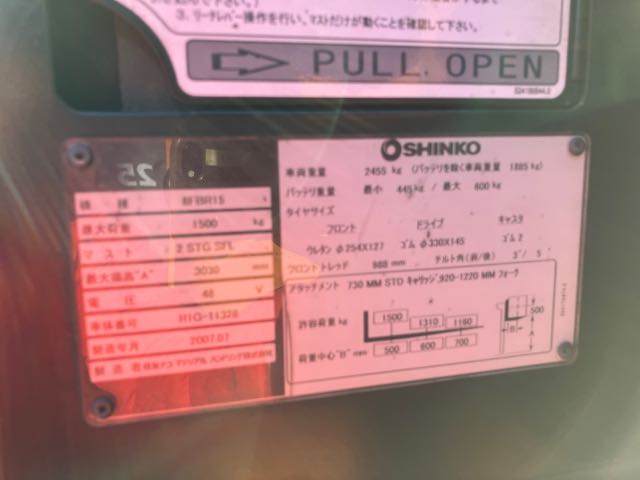 ③. リーチレバー操作を行い、マストだけが動くことを確認して下さい。
PULL. OPEN
SHINKO
25
機種 8FBR15
最大荷重 1500 kg
マスト 2 STG SFL
最大揚高"A" 3030 mm
電圧 48 V
車体番号
製造年月 2007.07
製造者
車両重量 2455 kg (バッテリを除く車両重量 1885 kg)
バッテリ重量 最小 445 kg / 最大 600 kg
タイヤサイズ
フロント ドライブ キャスタ
ウレタン ø254X127 ゴム ø330X145 ゴム 2
フロントトレッド 988 mm チルト角(前/後) 3°/ 5
アタッチメント 730 MM STD キャリッジ,920-1220 MM フォーク
許容荷重 kg 1500 1310 1160
荷重中心"B" mm 500 600 700
B 500